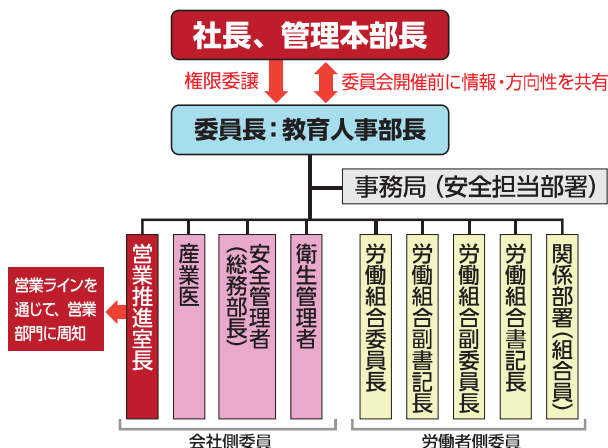 社長、管理本部長
権限委譲
委員会開催前に情報・方向性を共有
委員長：教育人事部長
事務局（安全担当部署）
営業ラインを
通じて、営業
部門に周知
営業推進室長
産業医
安全管理者
（総務部長）
衛生管理者
労働組合委員長
労働組合副書記長
労働組合副委員長
労働組合書記長
関係部署（組合員）
会社側委員
労働者側委員